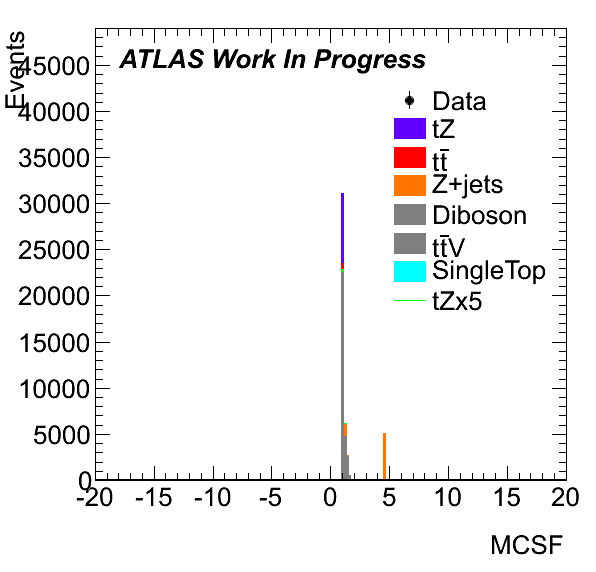 ATLAS Work In Progress
Events
45000
40000
35000
30000
25000
20000
15000
10000
5000
0
Data
tZ
tt̄
Z+jets
Diboson
tt̄V
SingleTop
tZx5
-20 -15 -10 -5 0 5 10 15 20
MCSF